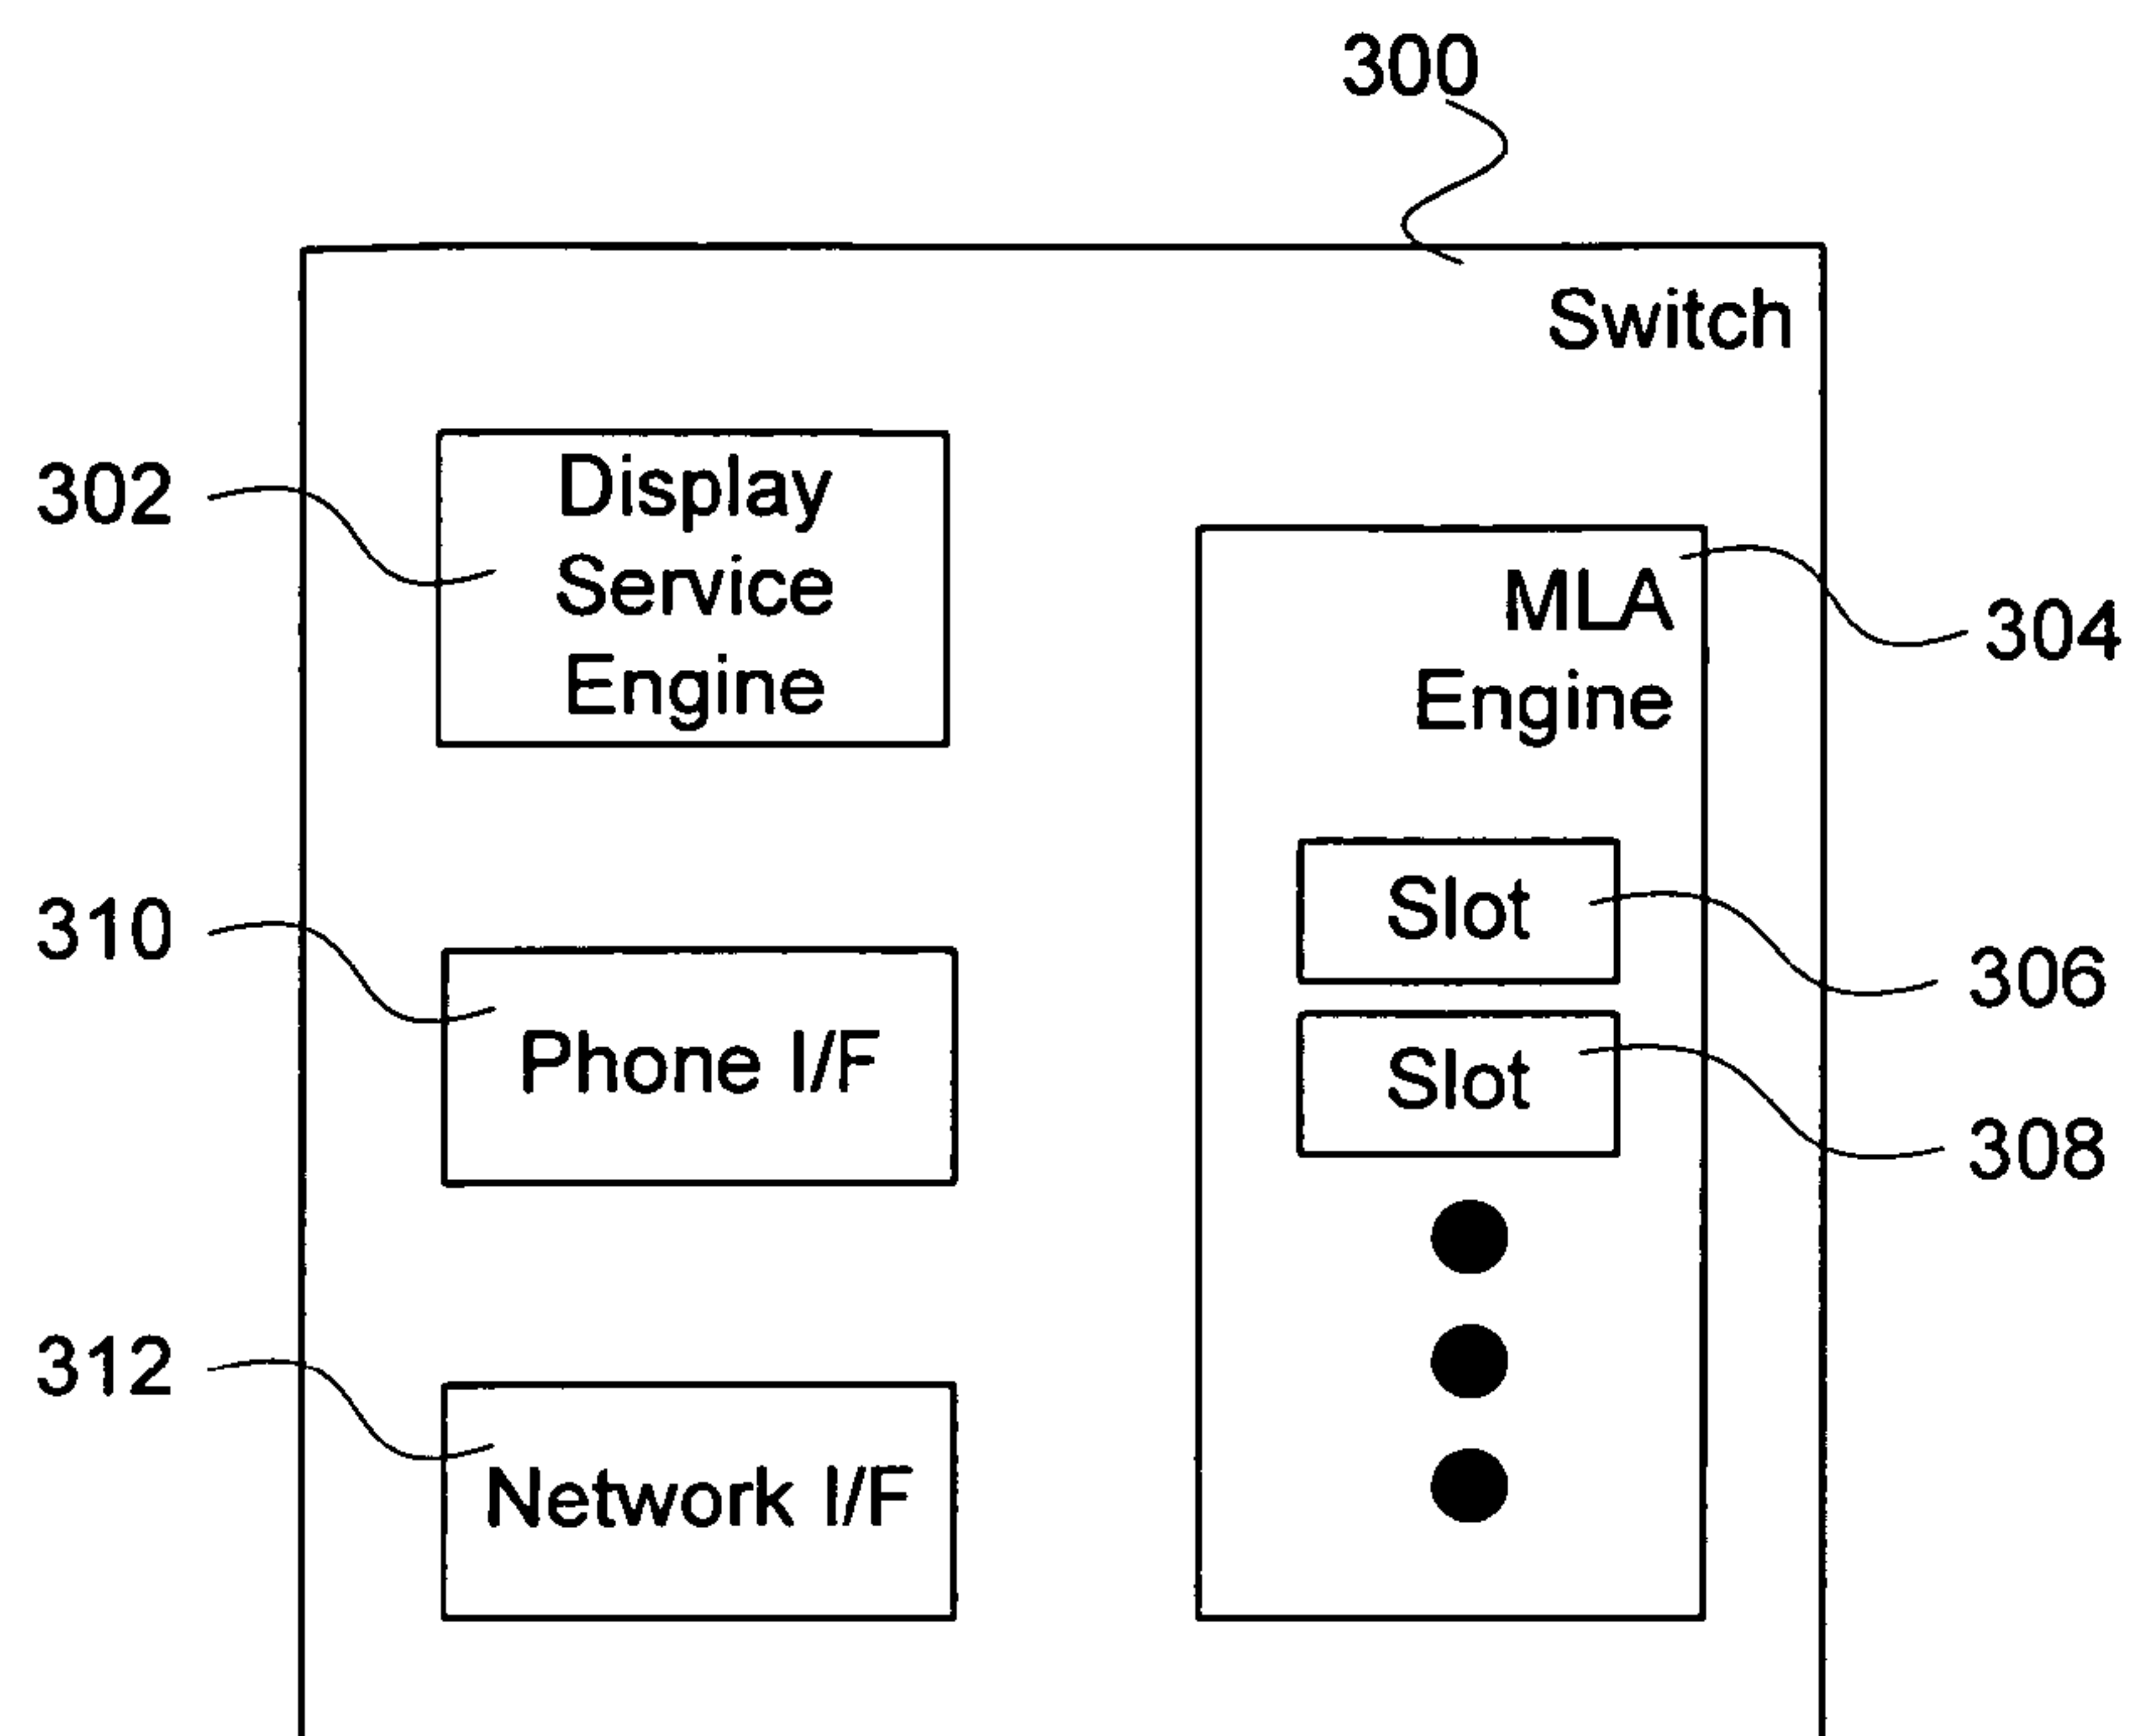 300
Switch
302
Display
Service
Engine
MLA
Engine
304
310
Phone I/F
Slot
306
Slot
308
312
Network I/F